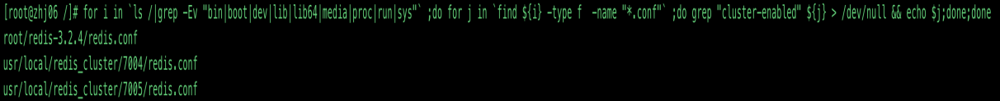 [root@zhj06 /]# for i in `ls /|grep -Ev "bin|boot|dev|lib|lib64|media|proc|run|sys"` ;do for j in `find ${i} -type f  -name "*.conf"` ;do grep "cluster-enabled" ${j} > /dev/null && echo $j;done;done
root/redis-3.2.4/redis.conf
usr/local/redis_cluster/7004/redis.conf
usr/local/redis_cluster/7005/redis.conf